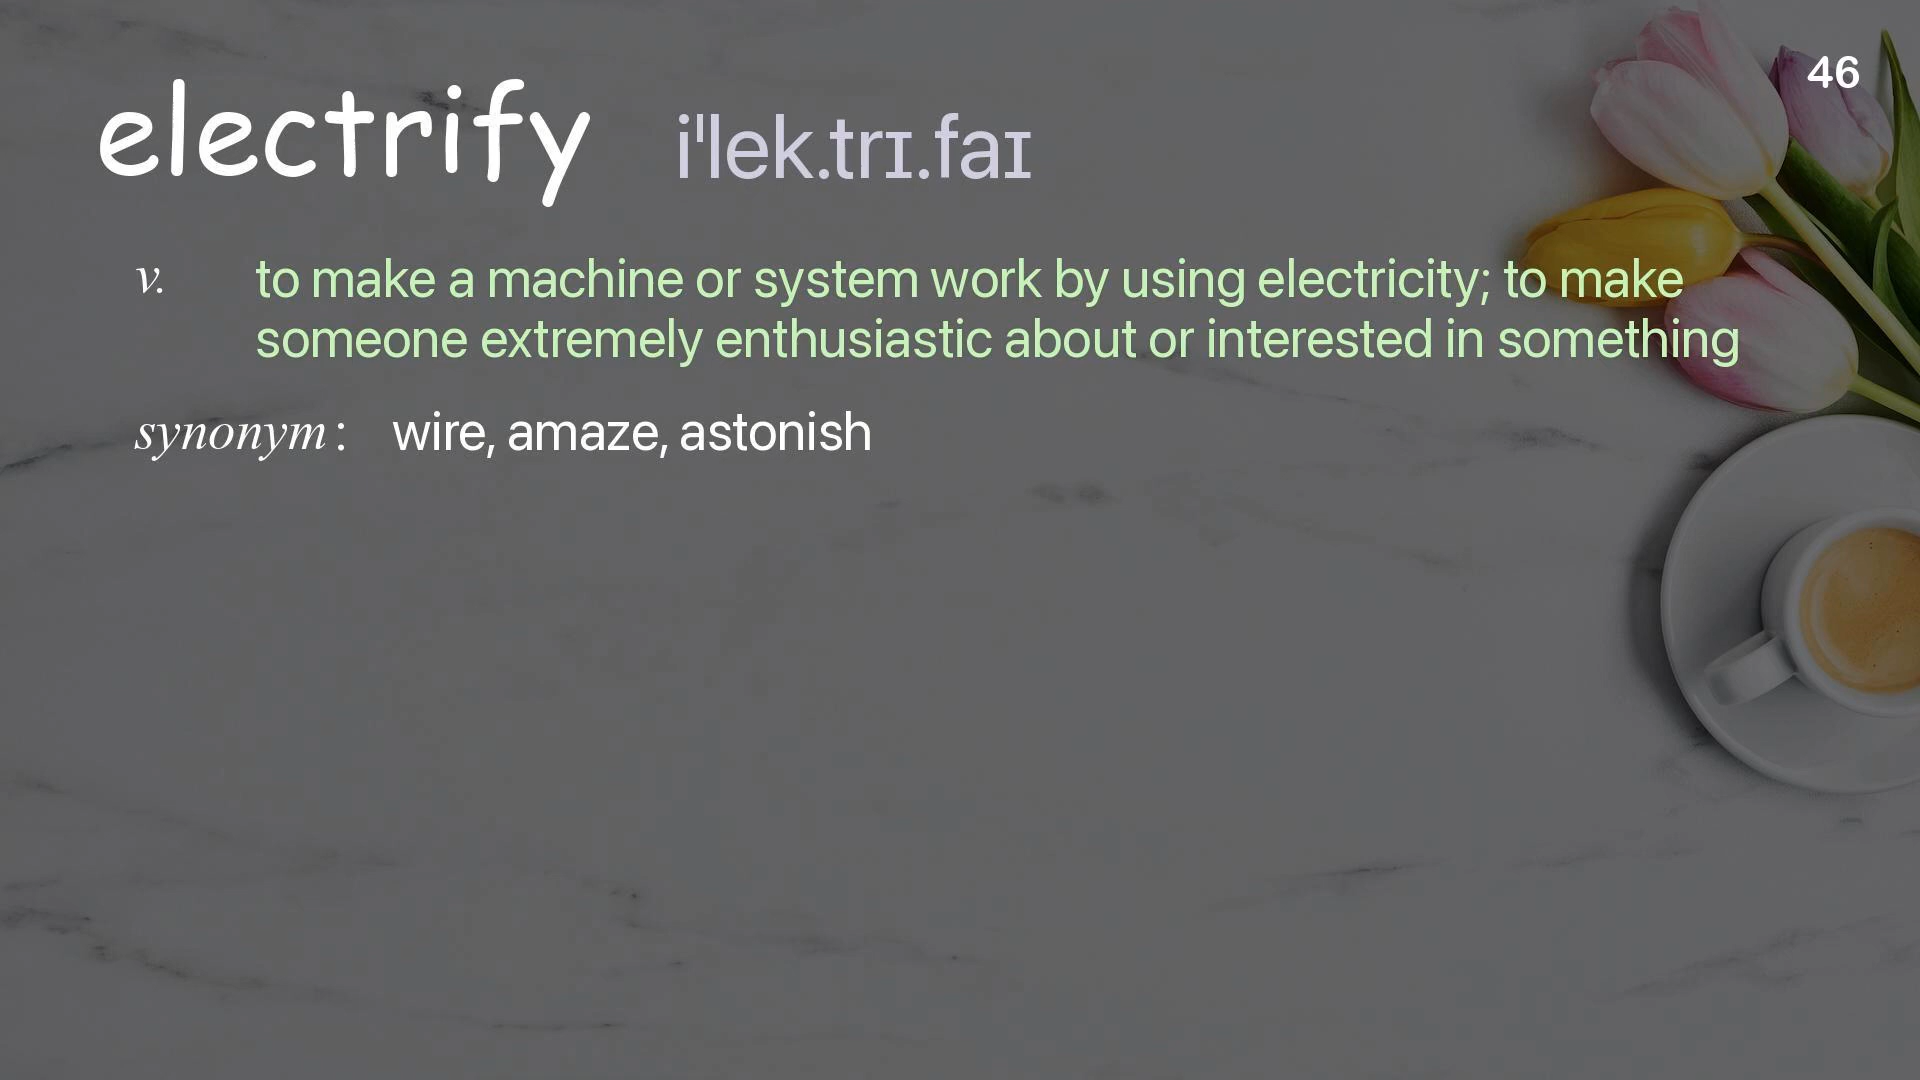 46
electrify iˈlek.trɪ.faɪ
v. to make a machine or system work by using electricity; to make
someone extremely enthusiastic about or interested in something
synonym : wire, amaze, astonish